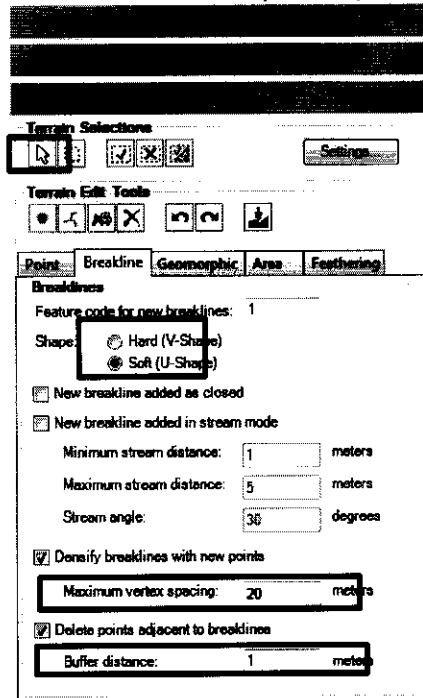 Terrain Selections
Settings...
Terrain Edit Tools
Point Breakline Geomorphic Area Feathering
Breaklines
Feature code for new breaklines: 1
Shape: Hard (V-Shape)
Soft (U-Shape)
New breakline added as closed
New breakline added in stream mode
Minimum stream distance: 1 meters
Maximum stream distance: 5 meters
Stream angle: 30 degrees
Densify breaklines with new points
Maximum vertex spacing: 20 meters
Delete points adjacent to breaklines
Buffer distance: 1 meters